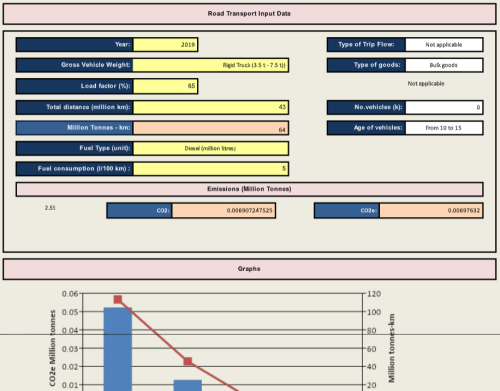 Road Transport Input Data
Year: 2019 Type of Trip Flow: Not applicable
Gross Vehicle Weight: Rigid Truck (3.5 t - 7.5 t)) Type of goods: Bulk goods
Load factor (%): 65 Not applicable
Total distance (million km): 43 No.vehicles (k): 0
Million Tonnes - km: 64 Age of vehicles: From 10 to 15
Fuel Type (unit): Diesel (million litres)
Fuel consumption (l/100 km) : 5
Emissions (Million Tonnes)
CO2: 0.006907247525 CO2e: 0.00697632
Graphs
0.06 120
0.05 100
0.04 80
0.03 60
0.02 40
0.01 20
CO2e Million tonnes
Million tonnes-km